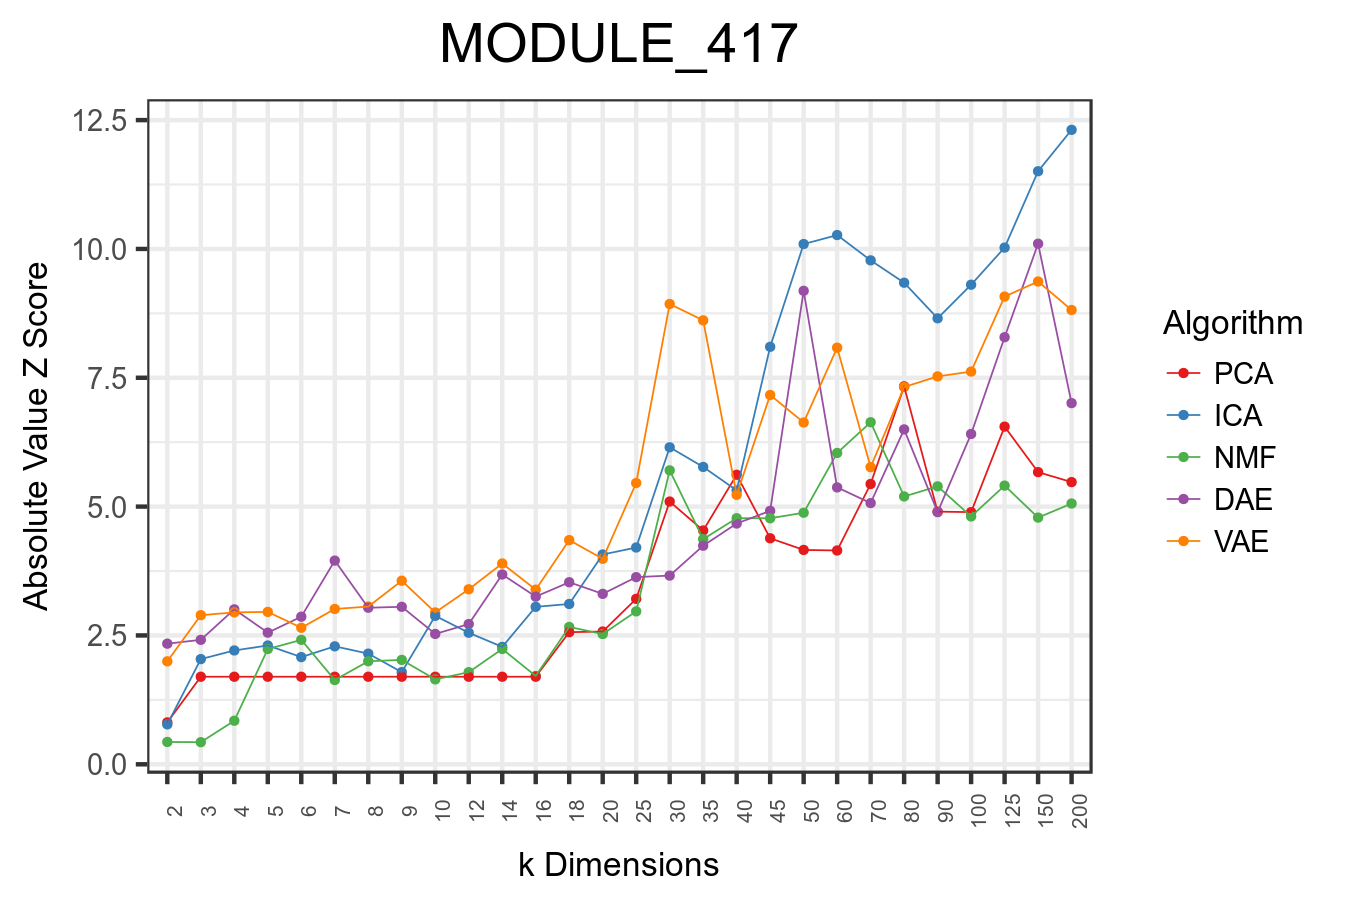 MODULE_417
12.5
10.0
7.5
5.0
2.5
0.0
Absolute Value Z Score
2 3 4 5 6 7 8 9 10 12 14 16 18 20 25 30 35 40 45 50 60 70 80 90 100 125 150 200
k Dimensions
Algorithm
PCA
ICA
NMF
DAE
VAE